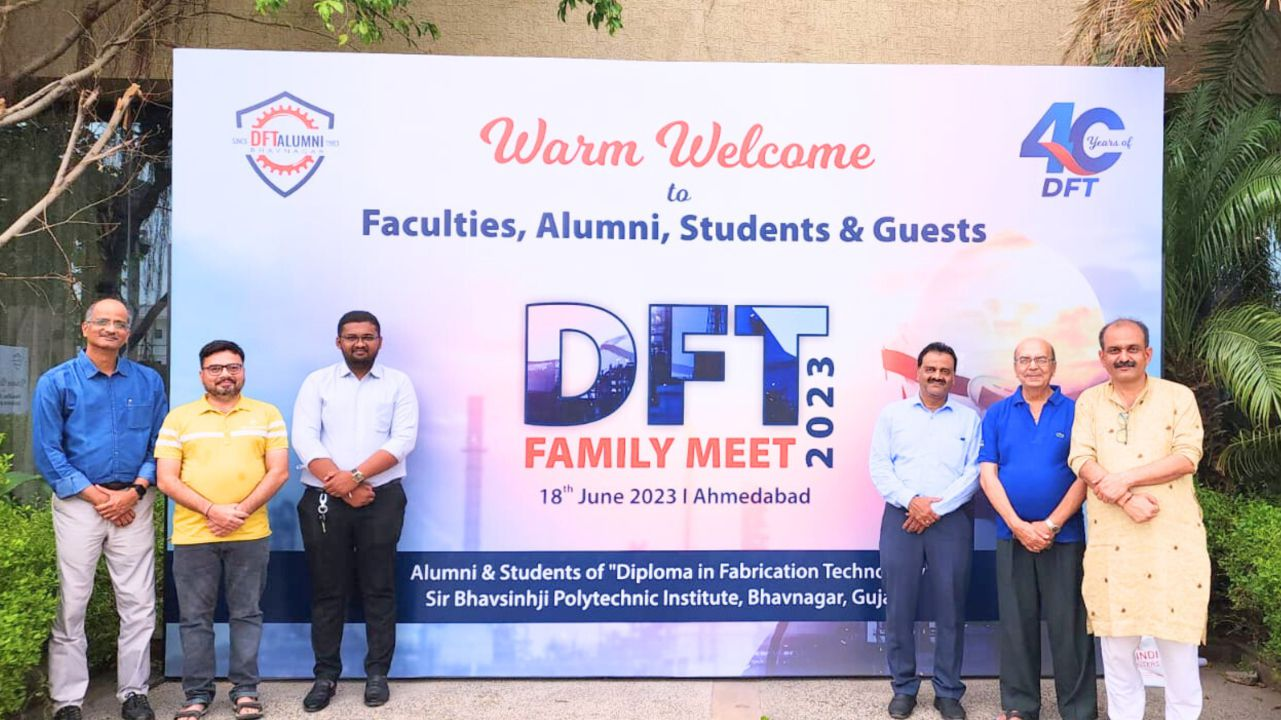 SINCE DFT ALUMNI 1983
BHAVNAGAR
40
Years of
DFT
Warm Welcome
to
Faculties, Alumni, Students & Guests
DFT
2023
FAMILY MEET
18th June 2023 I Ahmedabad
Alumni & Students of "Diploma in Fabrication Techno
Sir Bhavsinhji Polytechnic Institute, Bhavnagar, Guja
INDI